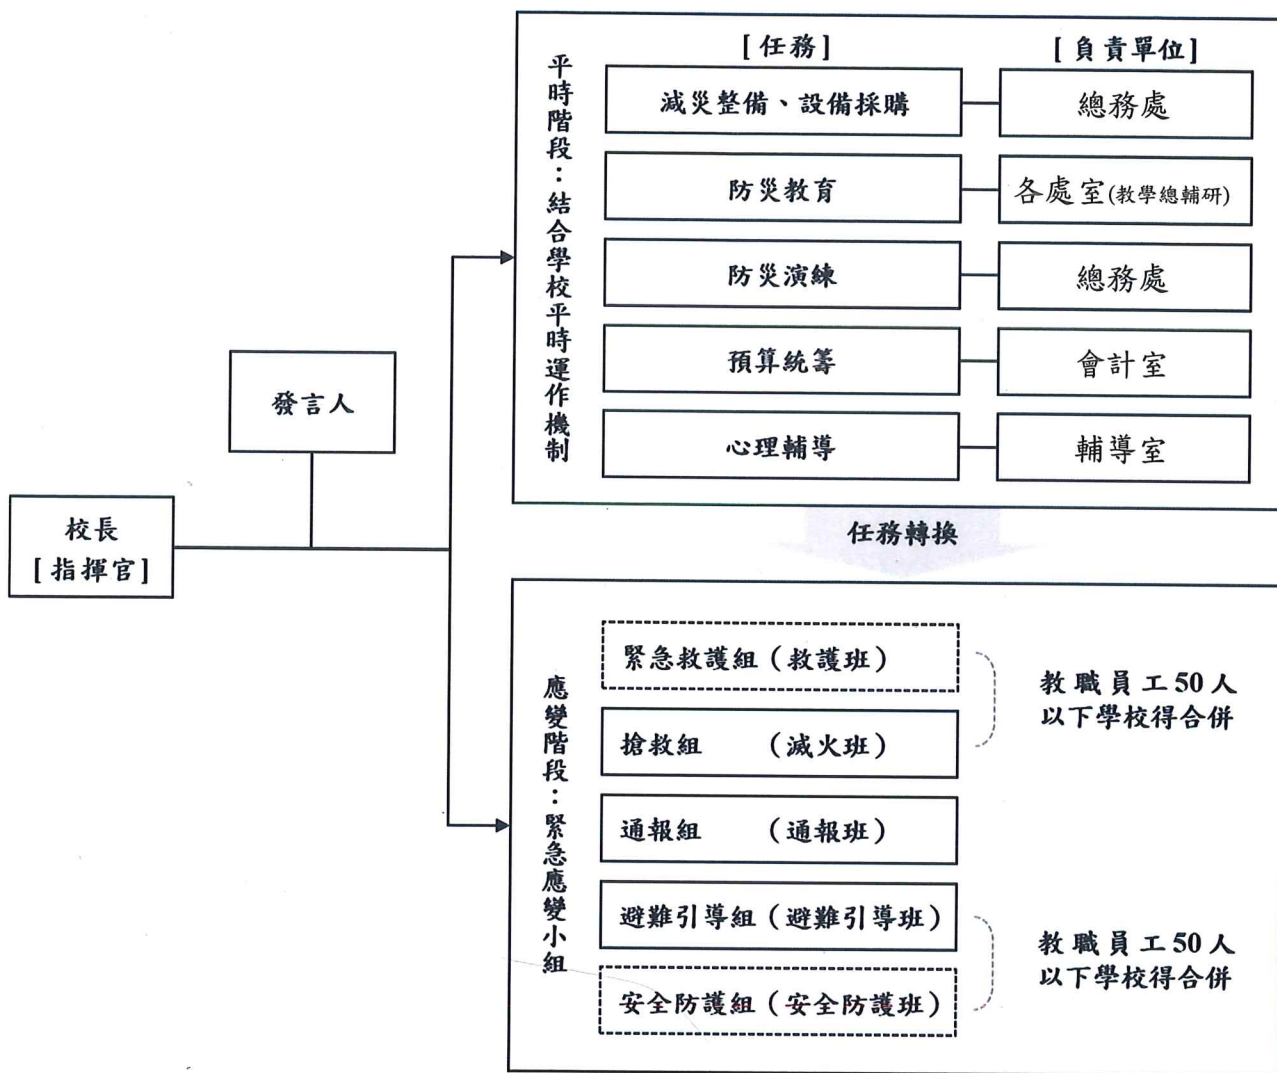 平時階段：結合學校平時運作機制
[任務]
[負責單位]
減災整備、設備採購
總務處
防災教育
各處室(教學總輔研)
防災演練
總務處
預算統籌
會計室
心理輔導
輔導室
發言人
校長
[指揮官]
任務轉換
應變階段：緊急應變小組
緊急救護組（救護班）
搶救組　　（滅火班）
教職員工50人
以下學校得合併
通報組　　（通報班）
避難引導組（避難引導班）
安全防護組（安全防護班）
教職員工50人
以下學校得合併